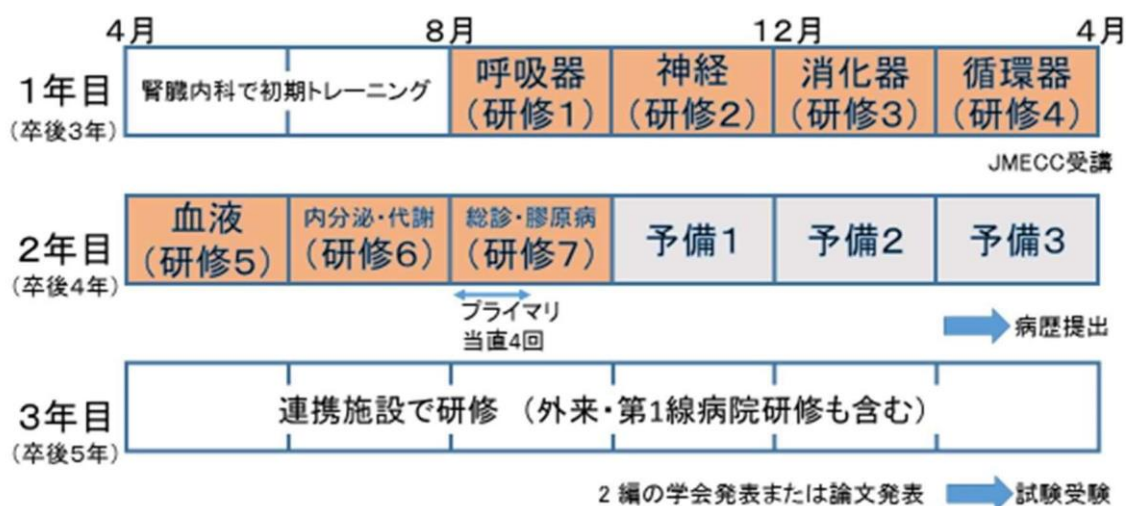 4月 8月 12月 4月
1年目
(卒後3年)
腎臓内科で初期トレーニング
呼吸器
(研修1)
神経
(研修2)
消化器
(研修3)
循環器
(研修4)
JMECC受講
2年目
(卒後4年)
血液
(研修5)
内分泌・代謝
(研修6)
総診・膠原病
(研修7)
予備1
予備2
予備3
プライマリ
当直4回
病歴提出
3年目
(卒後5年)
連携施設で研修 (外来・第1線病院研修も含む)
2 編の学会発表または論文発表
試験受験